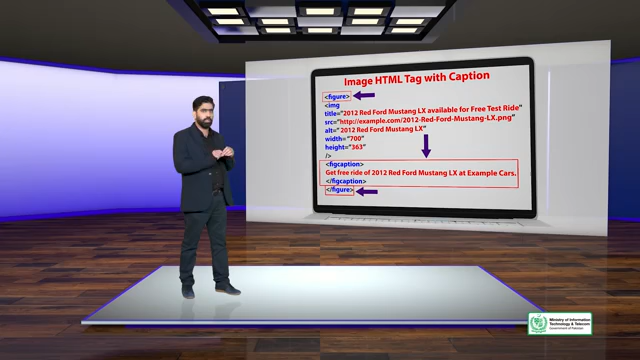 Image HTML Tag with Caption
<figure>
<img
title="2012 Red Ford Mustang LX available for Free Test Ride"
src="http://example.com/2012-Red-Ford-Mustang-LX.png"
alt="2012 Red Ford Mustang LX"
width="700"
height="363"
/>
<figcaption>
Get free ride of 2012 Red Ford Mustang LX at Example Cars.
</figcaption>
</figure>
Ministry of Information
Technology & Telecom
Government of Pakistan